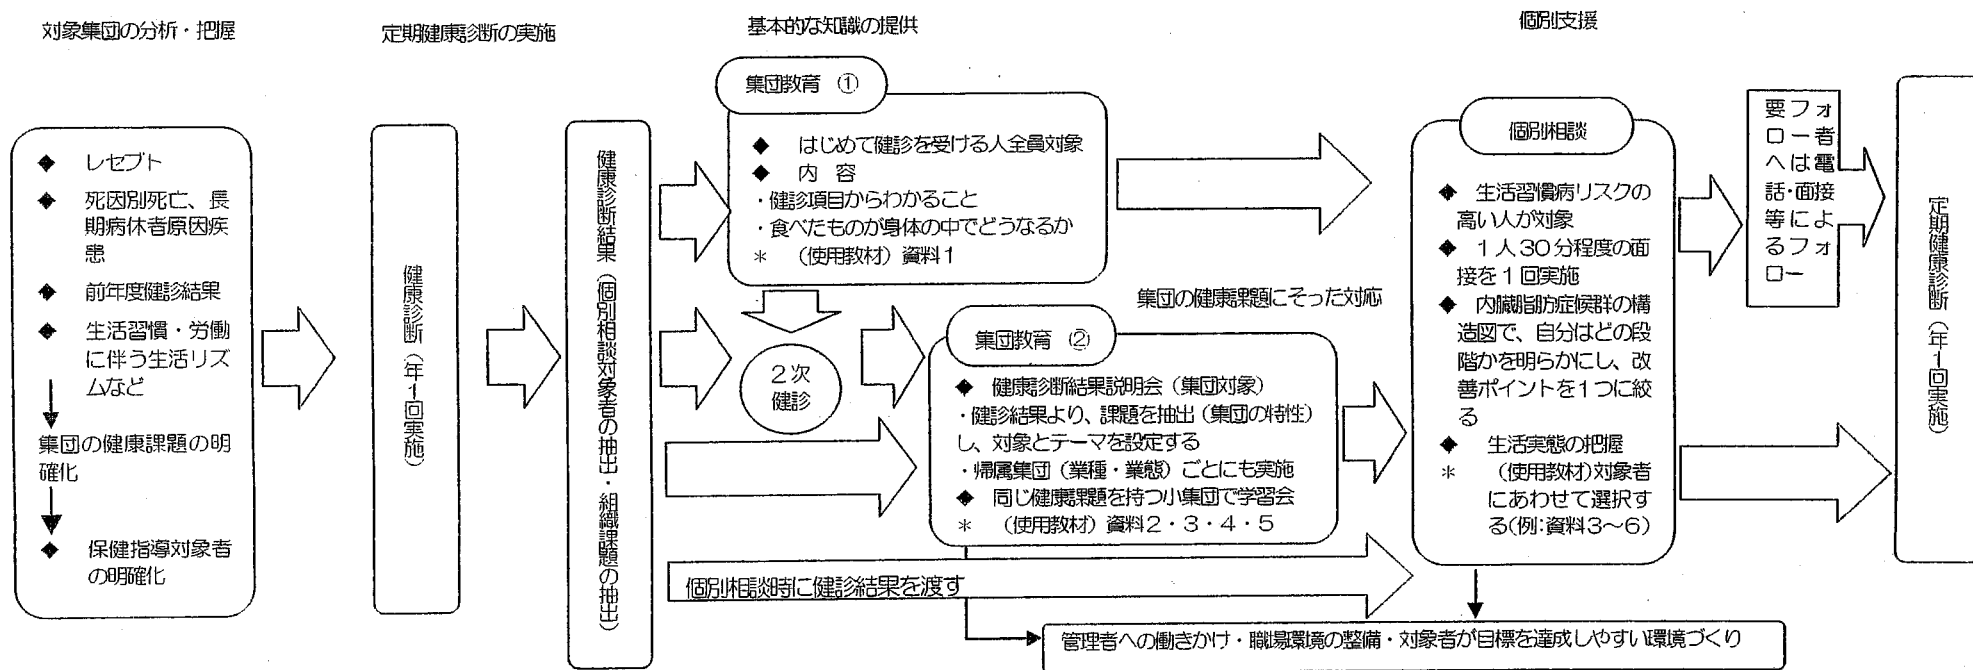 対象集団の分析・把握
定期健康診断の実施
基本的な知識の提供
個別支援
◆ レセプト
◆ 死因別死亡、長
期病休者原因疾
患
◆ 前年度健診結果
◆ 生活習慣・労働
に伴う生活リズ
ムなど
集団の健康課題の明
確化
◆ 保健指導対象者
の明確化
健康診断（年1回実施）
健康診断結果（個別相談対象者の抽出・組織課題の抽出）
集団教育 ①
◆ はじめて健診を受ける人全員対象
◆ 内容
・健診項目からわかること
・食べたものが身体の中でどうなるか
＊ （使用教材）資料1
2次
健診
集団の健康課題にそった対応
集団教育 ②
◆ 健康診断結果説明会（集団対象）
・健診結果より、課題を抽出（集団の特性）
し、対象とテーマを設定する
・帰属集団（業種・業態）ごとにも実施
◆ 同じ健康課題を持つ小集団で学習会
＊ （使用教材）資料2・3・4・5
個別相談時に健診結果を渡す
個別相談
◆ 生活習慣病リスクの
高い人が対象
◆ 1人30分程度の面
接を1回実施
◆ 内臓脂肪症候群の構
造図で、自分はどの段
階かを明らかにし、改
善ポイントを1つに絞
る
◆ 生活実態の把握
＊ （使用教材）対象者
にあわせて選択す
る(例:資料3～6)
要フォ
ロー者
へは電
話・面接
等によ
るフォ
ロー
定期健康診断（年1回実施）
管理者への働きかけ・職場環境の整備・対象者が目標を達成しやすい環境づくり